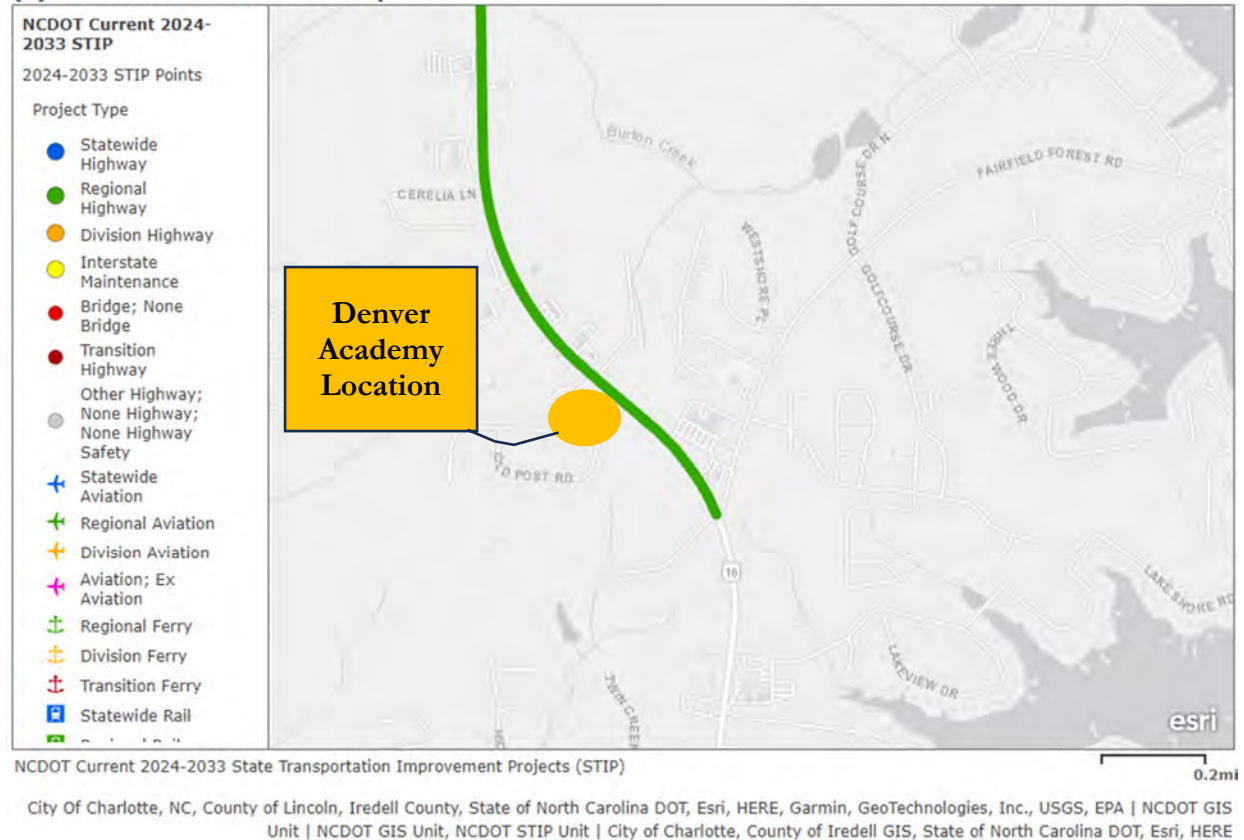 NCDOT Current 2024-
2033 STIP
2024-2033 STIP Points
Project Type
Statewide
Highway
Regional
Highway
Division Highway
Interstate
Maintenance
Bridge; None
Bridge
Transition
Highway
Other Highway;
None Highway;
None Highway
Safety
Statewide
Aviation
Regional Aviation
Division Aviation
Aviation; Ex
Aviation
Regional Ferry
Division Ferry
Transition Ferry
Statewide Rail
Burton Creek
CERELIA LN
GOLFCOURSE DR N
FAIRFIELD FOREST RD
WESTSHORE PL
GOLFCOURSE DR
Denver
Academy
Location
WOOD DR
D POST RD
16
LAKE SHORE RD
LAKEVIEW DR
TWIN CREEK
esri
NCDOT Current 2024-2033 State Transportation Improvement Projects (STIP)
0.2mi
City Of Charlotte, NC, County of Lincoln, Iredell County, State of North Carolina DOT, Esri, HERE, Garmin, GeoTechnologies, Inc., USGS, EPA | NCDOT GIS
Unit | NCDOT GIS Unit, NCDOT STIP Unit | City of Charlotte, County of Iredell GIS, State of North Carolina DOT, Esri, HERE